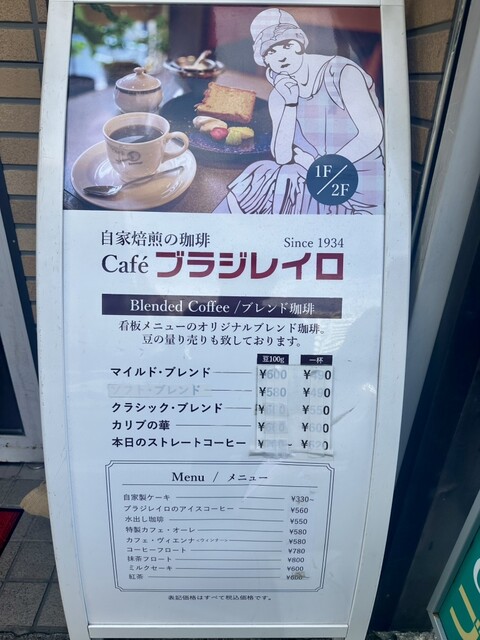 1F/2F
自家焙煎の珈琲 Since 1934
Café ブラジレイロ
Blended Coffee / ブレンド珈琲
看板メニューのオリジナルブレンド珈琲。
豆の量り売りも致しております。
豆100g 一杯
マイルド・ブレンド ¥600
ソフト・ブレンド ¥580
クラシック・ブレンド
カリブの華
本日のストレートコーヒー
Menu / メニュー
自家製ケーキ ¥330~
ブラジレイロのアイスコーヒー ¥560
水出し珈琲 ¥550
特製カフェ・オーレ ¥580
カフェ・ヴィエンナ ¥580
コーヒーフロート ¥780
抹茶フロート ¥800
ミルクセーキ ¥600
紅茶 ¥600~
表記価格はすべて税込価格です。